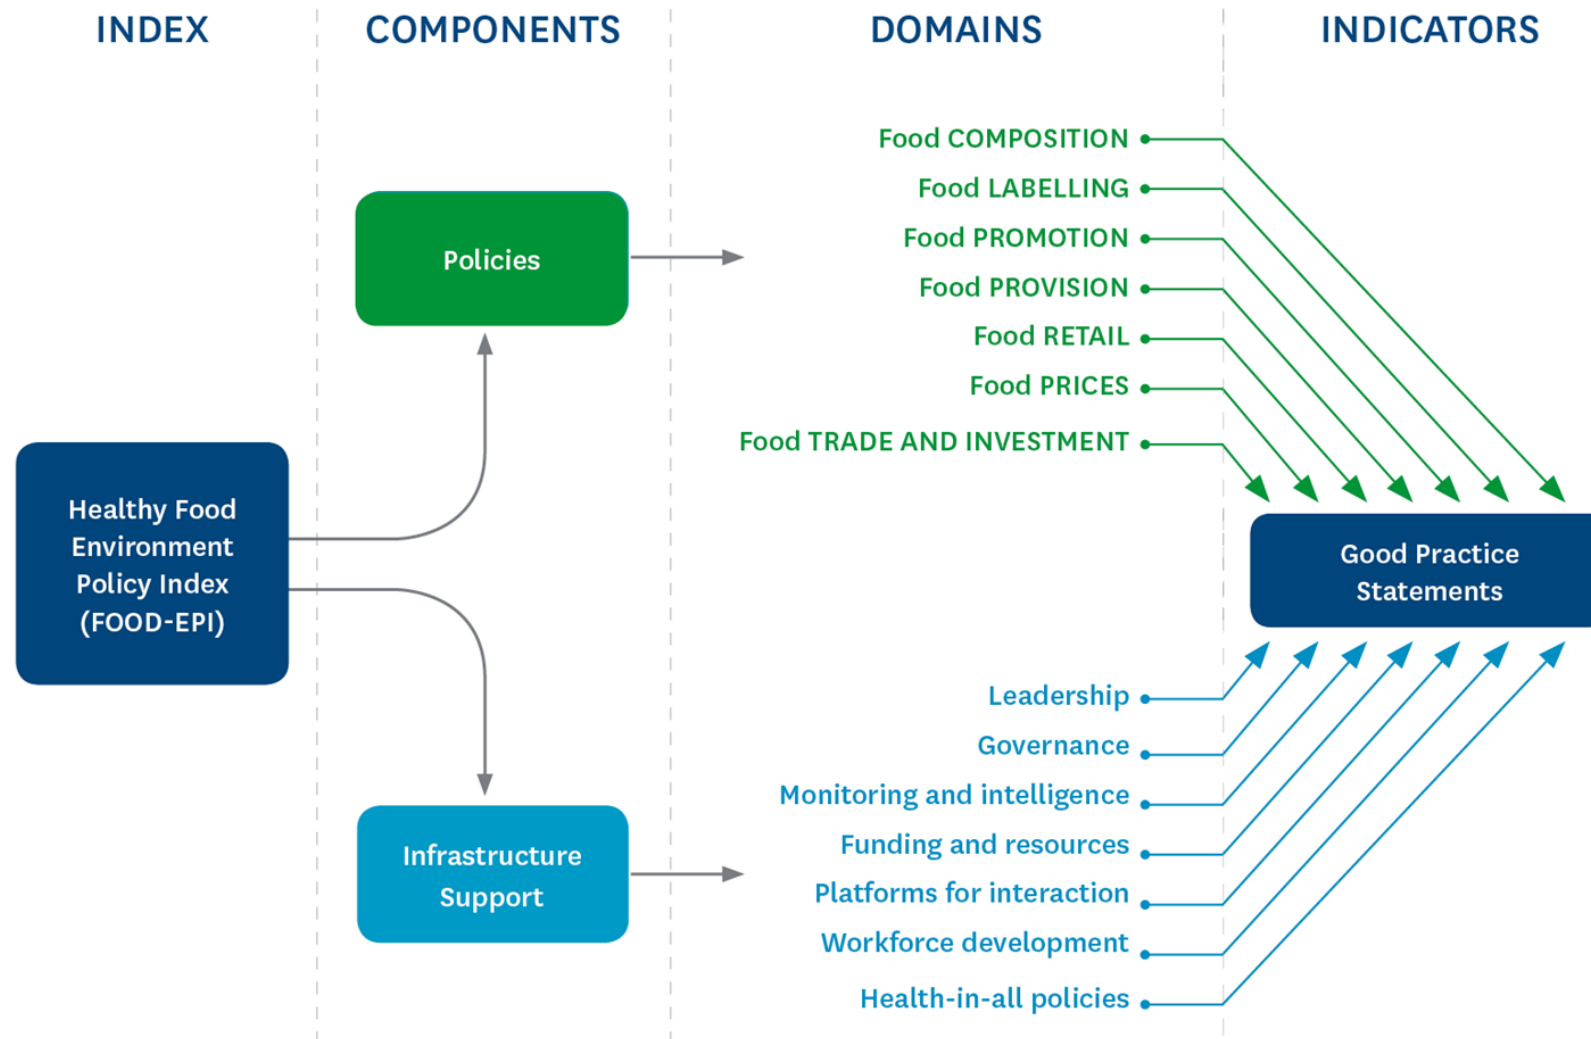 INDEX
COMPONENTS
DOMAINS
INDICATORS
Healthy Food
Environment
Policy Index
(FOOD-EPI)
Policies
Infrastructure
Support
Food COMPOSITION
Food LABELLING
Food PROMOTION
Food PROVISION
Food RETAIL
Food PRICES
Food TRADE AND INVESTMENT
Leadership
Governance
Monitoring and intelligence
Funding and resources
Platforms for interaction
Workforce development
Health-in-all policies
Good Practice
Statements